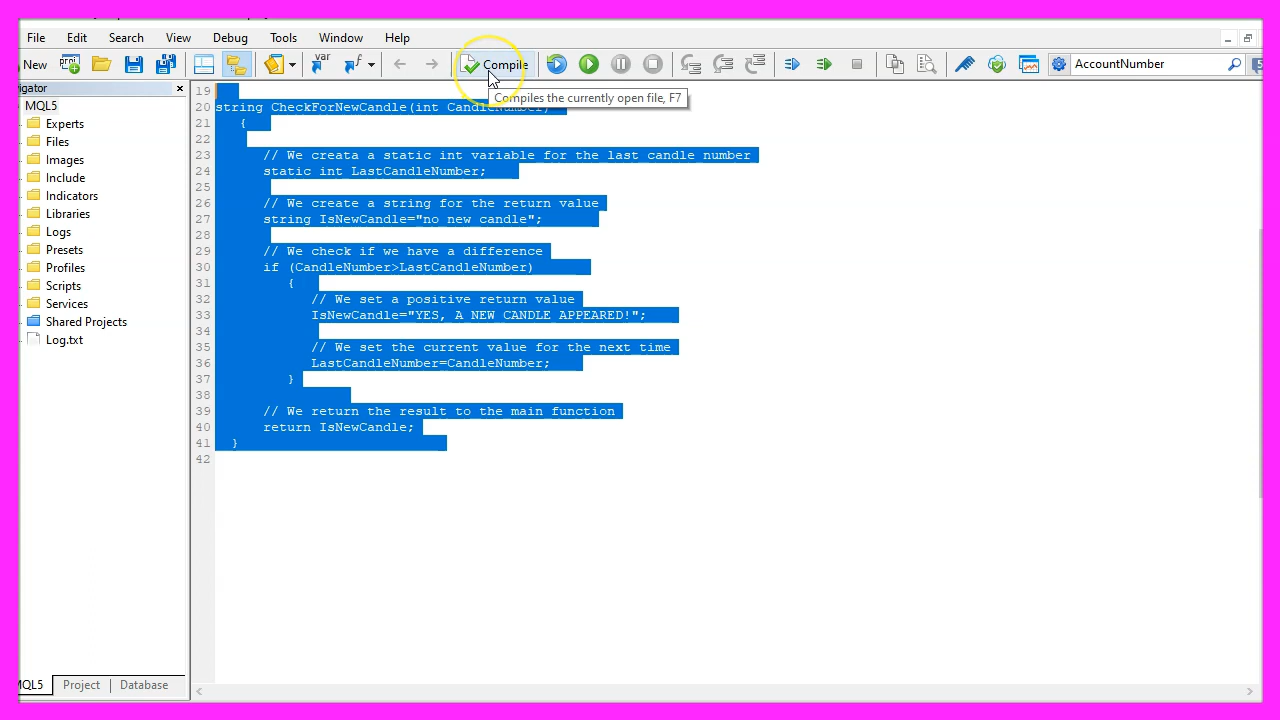 File Edit Search View Debug Tools Window Help
New Compile AccountNumber
Compiles the currently open file, F7
MQL5
Experts
Files
Images
Include
Indicators
Libraries
Logs
Presets
Profiles
Scripts
Services
Shared Projects
Log.txt
19
20 string CheckForNewCandle(int CandleNumber)
21 {
22
23 // We creata a static int variable for the last candle number
24 static int LastCandleNumber;
25
26 // We create a string for the return value
27 string IsNewCandle="no new candle";
28
29 // We check if we have a difference
30 if (CandleNumber>LastCandleNumber)
31 {
32 // We set a positive return value
33 IsNewCandle="YES, A NEW CANDLE APPEARED!";
34
35 // We set the current value for the next time
36 LastCandleNumber=CandleNumber;
37 }
38
39 // We return the result to the main function
40 return IsNewCandle;
41 }
42
MQL5 Project Database